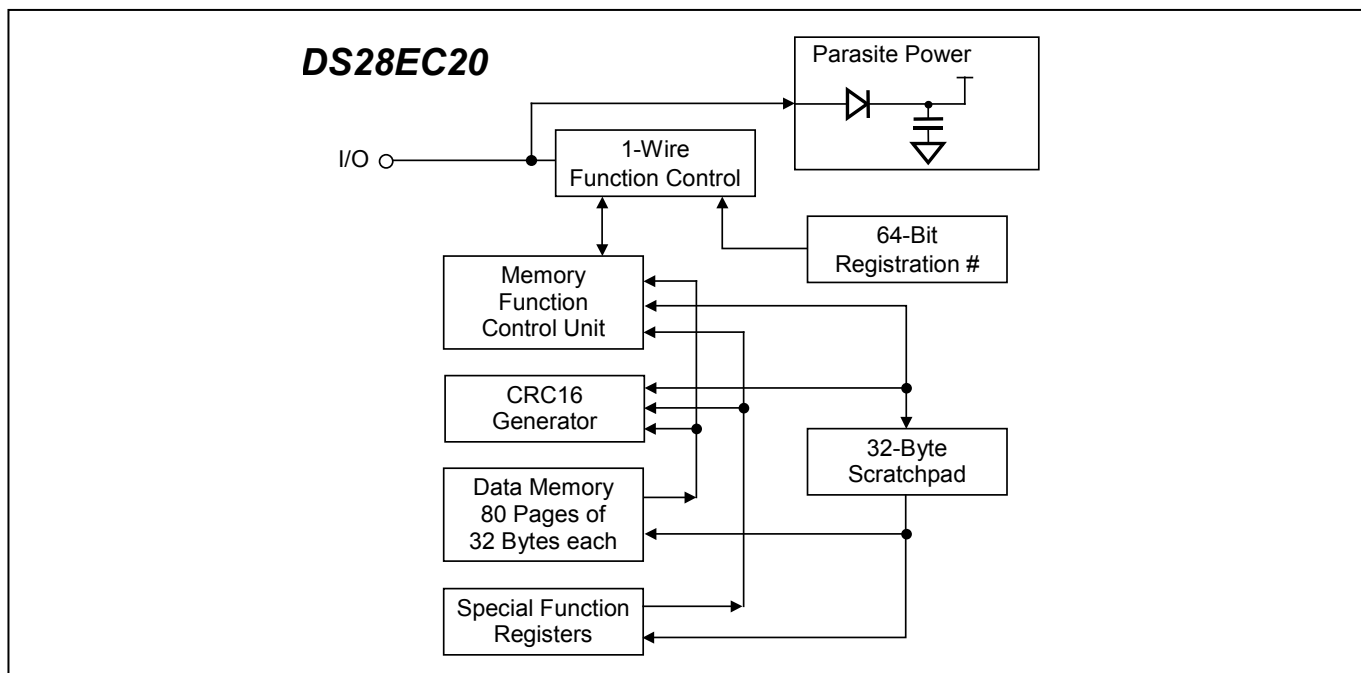 DS28EC20
Parasite Power
I/O
1-Wire
Function Control
64-Bit
Registration #
Memory
Function
Control Unit
CRC16
Generator
32-Byte
Scratchpad
Data Memory
80 Pages of
32 Bytes each
Special Function
Registers